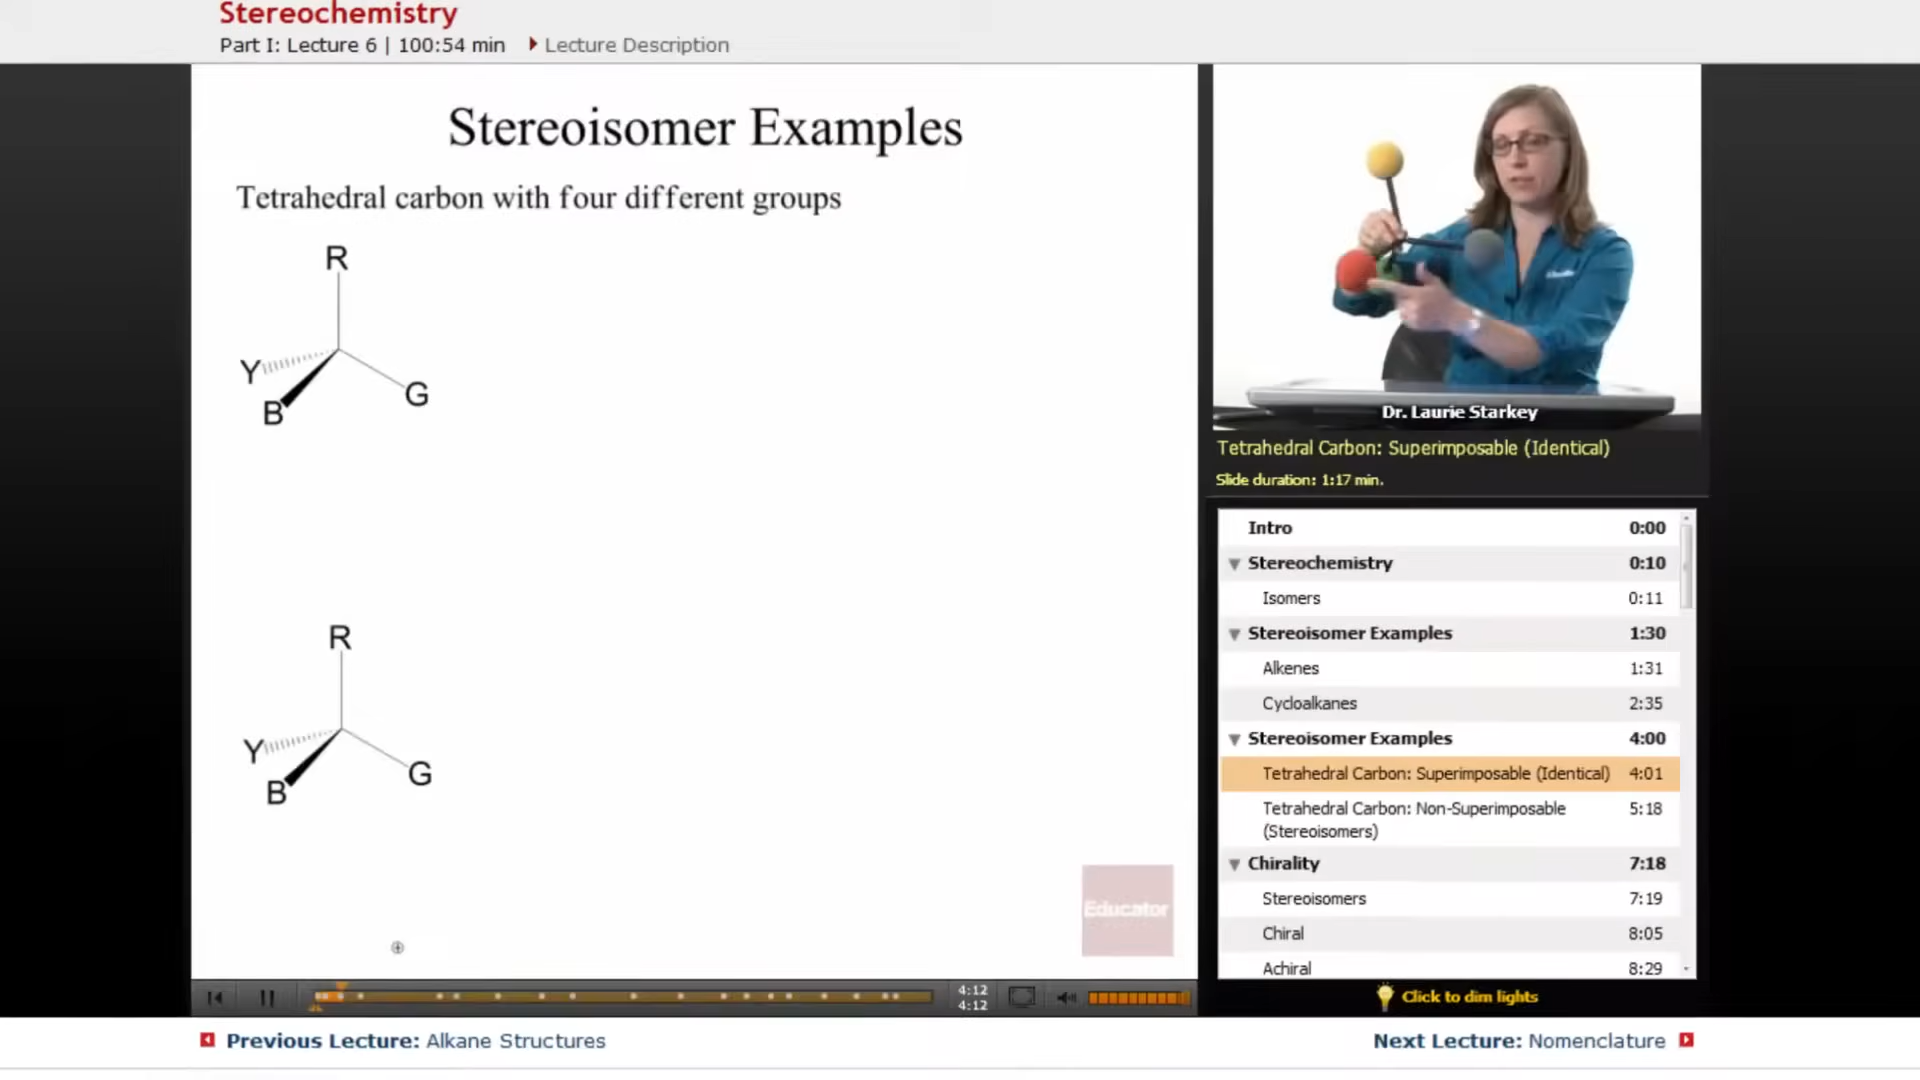 Stereochemistry
Part I: Lecture 6 | 100:54 min Lecture Description
Stereoisomer Examples
Tetrahedral carbon with four different groups
R
Y
B
G
R
Y
B
G
Educator
4:12
4:12
Dr. Laurie Starkey
Tetrahedral Carbon: Superimposable (Identical)
Slide duration: 1:17 min.
Intro 0:00
Stereochemistry 0:10
Isomers 0:11
Stereoisomer Examples 1:30
Alkenes 1:31
Cycloalkanes 2:35
Stereoisomer Examples 4:00
Tetrahedral Carbon: Superimposable (Identical) 4:01
Tetrahedral Carbon: Non-Superimposable 5:18
(Stereoisomers)
Chirality 7:18
Stereoisomers 7:19
Chiral 8:05
Achiral 8:29
Click to dim lights
Previous Lecture: Alkane Structures
Next Lecture: Nomenclature